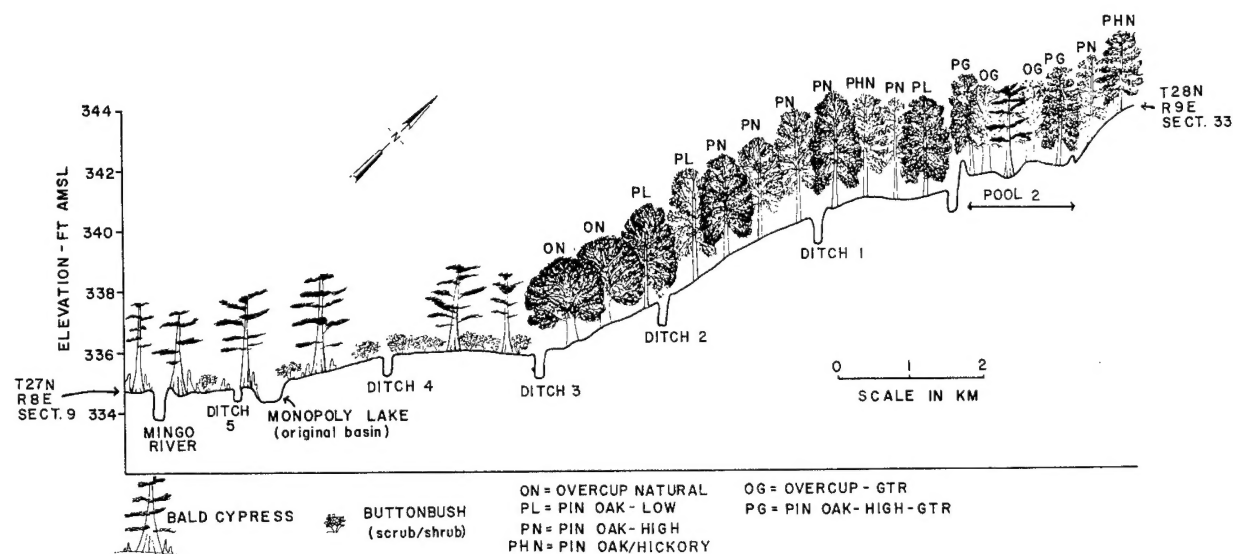 PHN
PN
PG
OG
PG
OG
PL
PN
PHN
PN
PN
PN
PN
PL
PL
ON
ON
T28N
R9E
SECT. 33
344
342
340
338
336
334
ELEVATION - FT AMSL
POOL 2
DITCH 1
DITCH 2
DITCH 3
DITCH 4
DITCH 5
MONOPOLY LAKE
(original basin)
MINGO RIVER
T27N
R8E
SECT. 9
0 1 2
SCALE IN KM
BALD CYPRESS
BUTTONBUSH
(scrub/shrub)
ON = OVERCUP NATURAL
PL = PIN OAK - LOW
PN = PIN OAK - HIGH
PHN = PIN OAK/HICKORY
OG = OVERCUP - GTR
PG = PIN OAK - HIGH - GTR